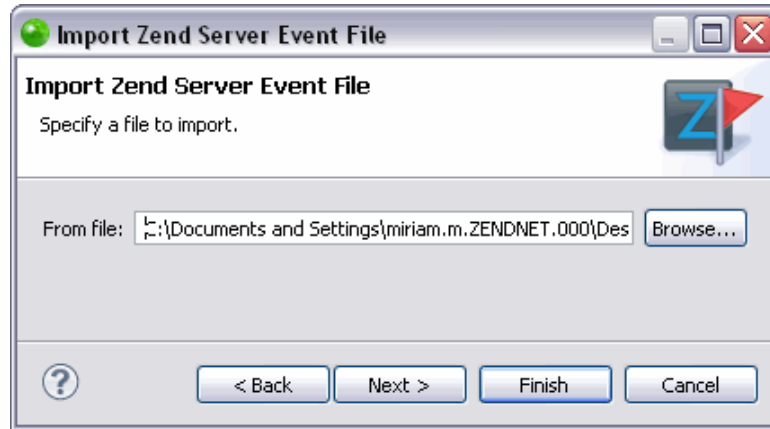 Import Zend Server Event File
Import Zend Server Event File
Specify a file to import.
From file: C:\Documents and Settings\miriam.m.ZENDNET.000\Des Browse...
Z
? < Back Next > Finish Cancel